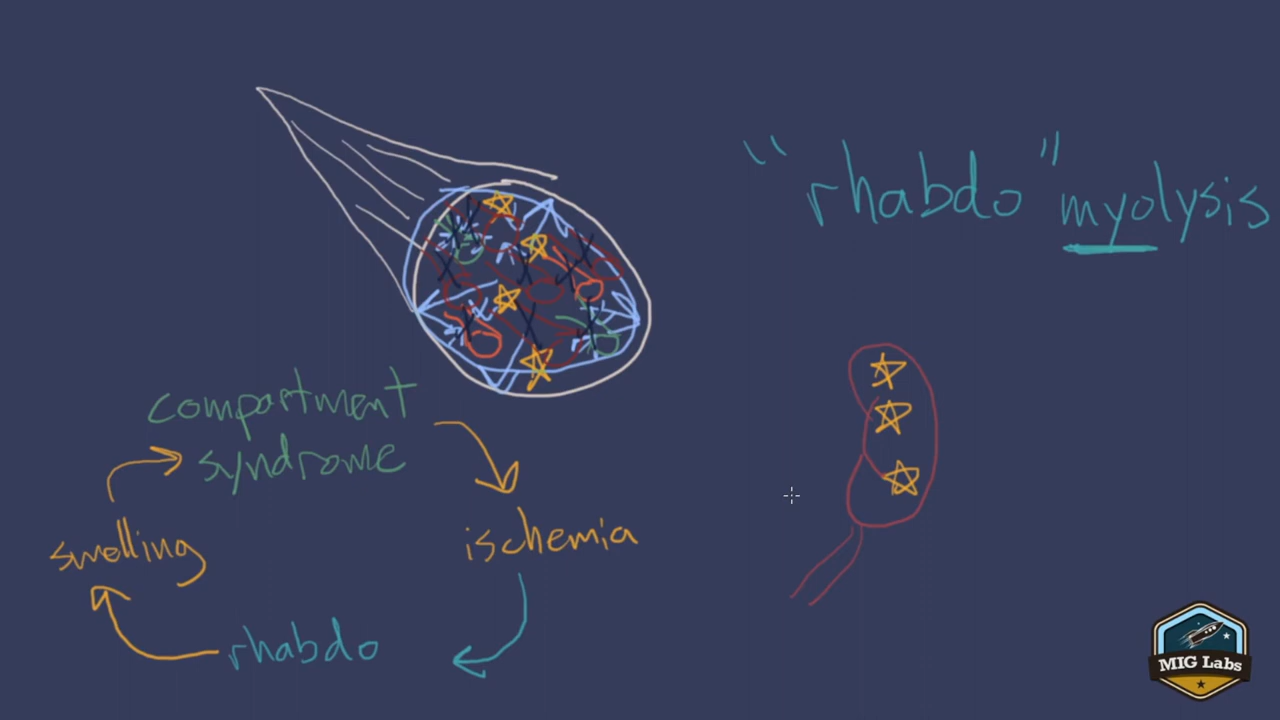 "rhabdo" myolysis
compartment
syndrome
ischemia
swelling
rhabdo
MIG Labs